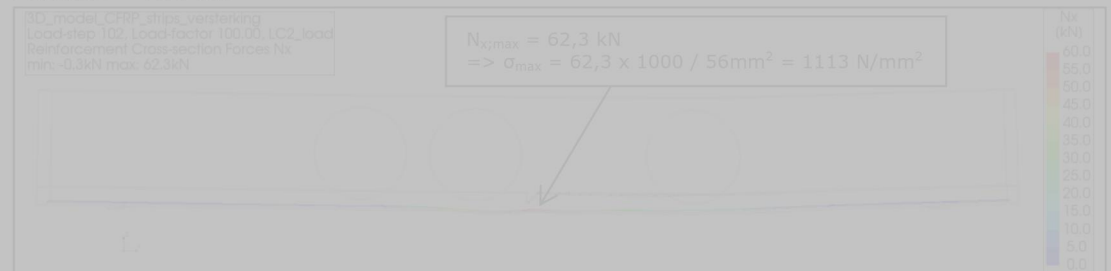 3D_model_CFRP_strips_versterking
Load-step 102, Load-factor 100.00, LC2_load
Reinforcement Cross-section Forces Nx
min: -0.3kN max: 62.3kN
Nx;max = 62,3 kN
=> σmax = 62,3 x 1000 / 56mm² = 1113 N/mm²
Nx
(kN)
60.0
55.0
50.0
45.0
40.0
35.0
30.0
25.0
20.0
15.0
10.0
5.0
0.0